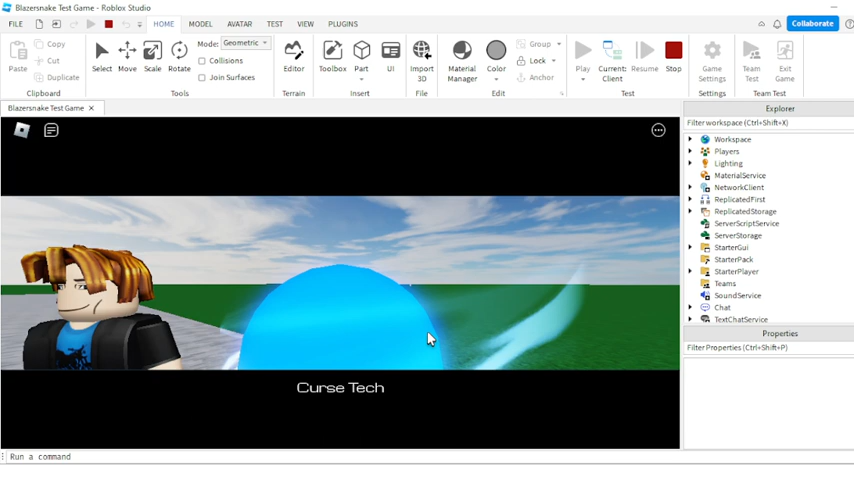 Blazersnake Test Game - Roblox Studio
FILE HOME MODEL AVATAR TEST VIEW PLUGINS Collaborate
Paste Copy Cut Duplicate
Select Move Scale Rotate
Mode: Geometric
Collisions
Join Surfaces
Editor Toolbox Part UI Import 3D
Material Manager Color Group Lock Anchor
Play Current: Client Resume Stop
Game Settings Team Test Exit Game
Clipboard Tools Terrain Insert File Edit Test Settings Team Test
Blazersnake Test Game
Explorer
Filter workspace (Ctrl+Shift+X)
Workspace
Players
Lighting
MaterialService
NetworkClient
ReplicatedFirst
ReplicatedStorage
ServerScriptService
ServerStorage
StarterGui
StarterPack
StarterPlayer
Teams
SoundService
Chat
TextChatService
Properties
Filter Properties (Ctrl+Shift+P)
Curse Tech
Run a command